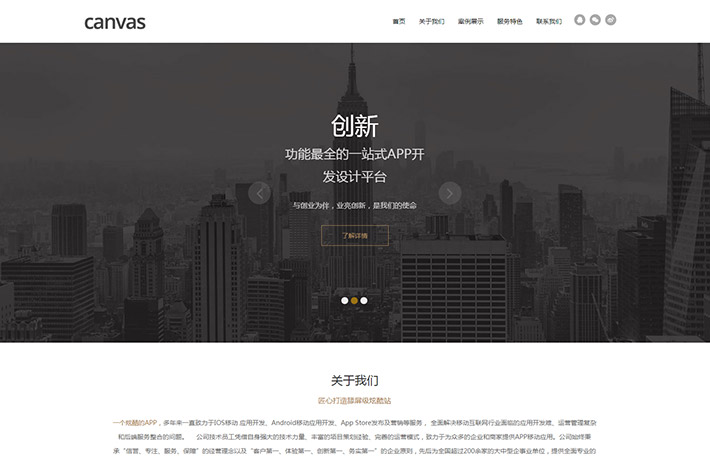 canvas
首页 关于我们 案例展示 服务特色 联系我们
创新
功能最全的一站式APP开
发设计平台
与创业为伴，业亮创新，是我们的使命
了解详情
关于我们
匠心打造舔屏级炫酷站
一个炫酷的APP，多年来一直致力于IOS移动 应用开发、Android移动应用开发、App Store发布及营销等服务， 全面解决移动互联网行业面临的应用开发难、运营管理复杂
和后端服务整合的问题。 公司技术员工凭借自身强大的技术力量、丰富的项目策划经验、完善的运营模式，致力于为众多的企业和商家提供APP移动应用。公司始终秉
承“信誉、专注、服务、保障”的经营理念以及“客户第一、体验第一、创新第一、务实第一”的企业原则，先后为全国超过200余家的大中型企事业单位，提供全面专业的